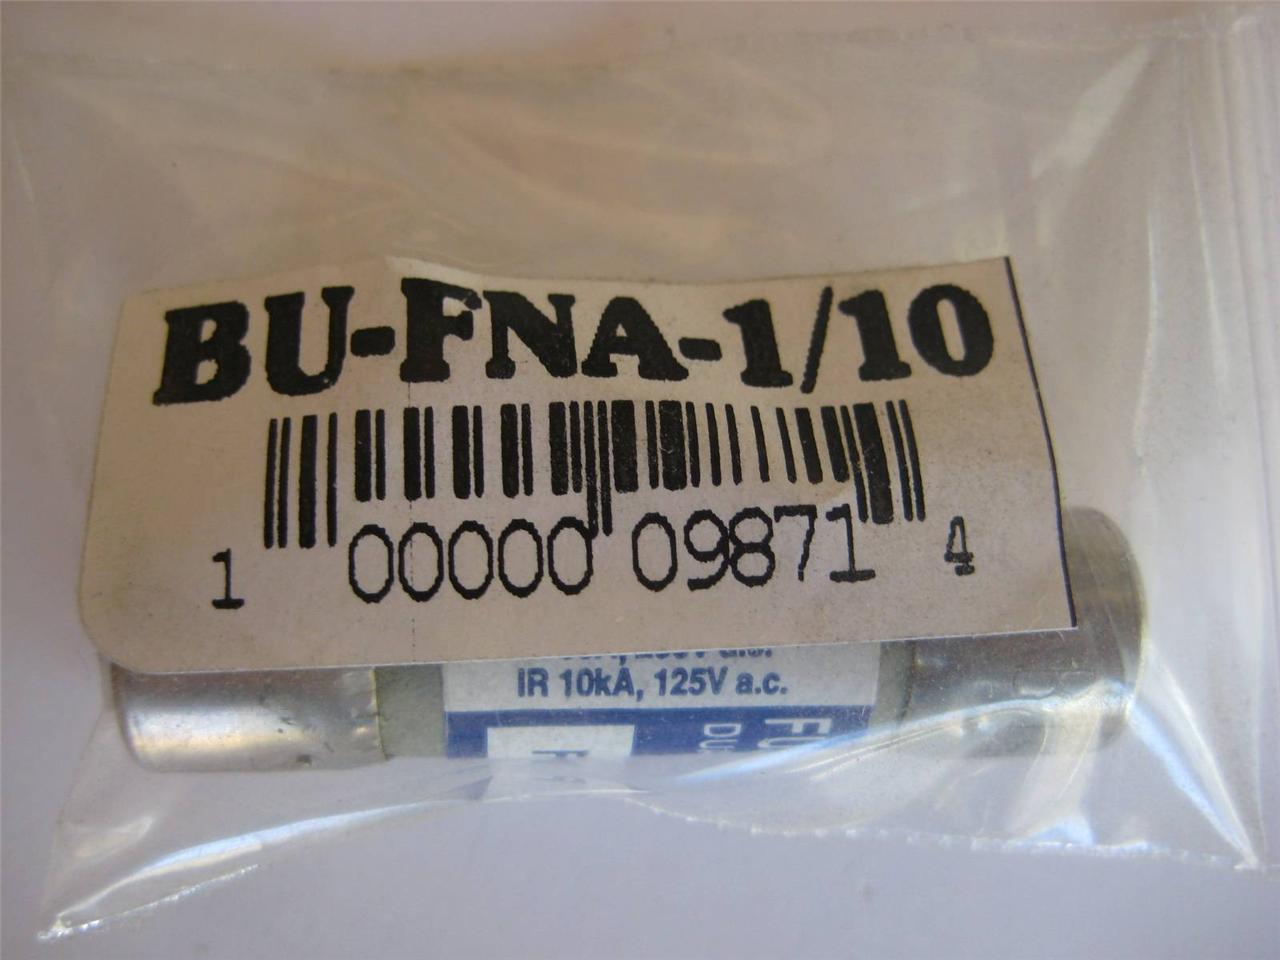 BU-FNA-1/10
1 00000 09871 4
IR 10kA, 125V a.c.